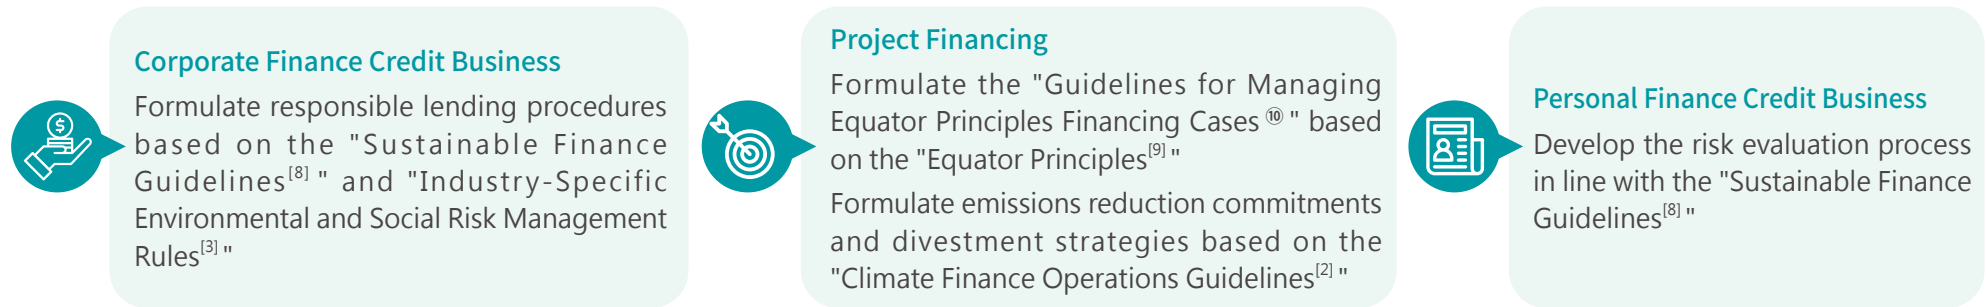 Corporate Finance Credit Business
Formulate responsible lending procedures
based on the "Sustainable Finance
Guidelines[8] " and "Industry-Specific
Environmental and Social Risk Management
Rules[3] "
Project Financing
Formulate the "Guidelines for Managing
Equator Principles Financing Cases ⑩ " based
on the "Equator Principles[9] "
Formulate emissions reduction commitments
and divestment strategies based on the
"Climate Finance Operations Guidelines[2] "
Personal Finance Credit Business
Develop the risk evaluation process
in line with the "Sustainable Finance
Guidelines[8] "